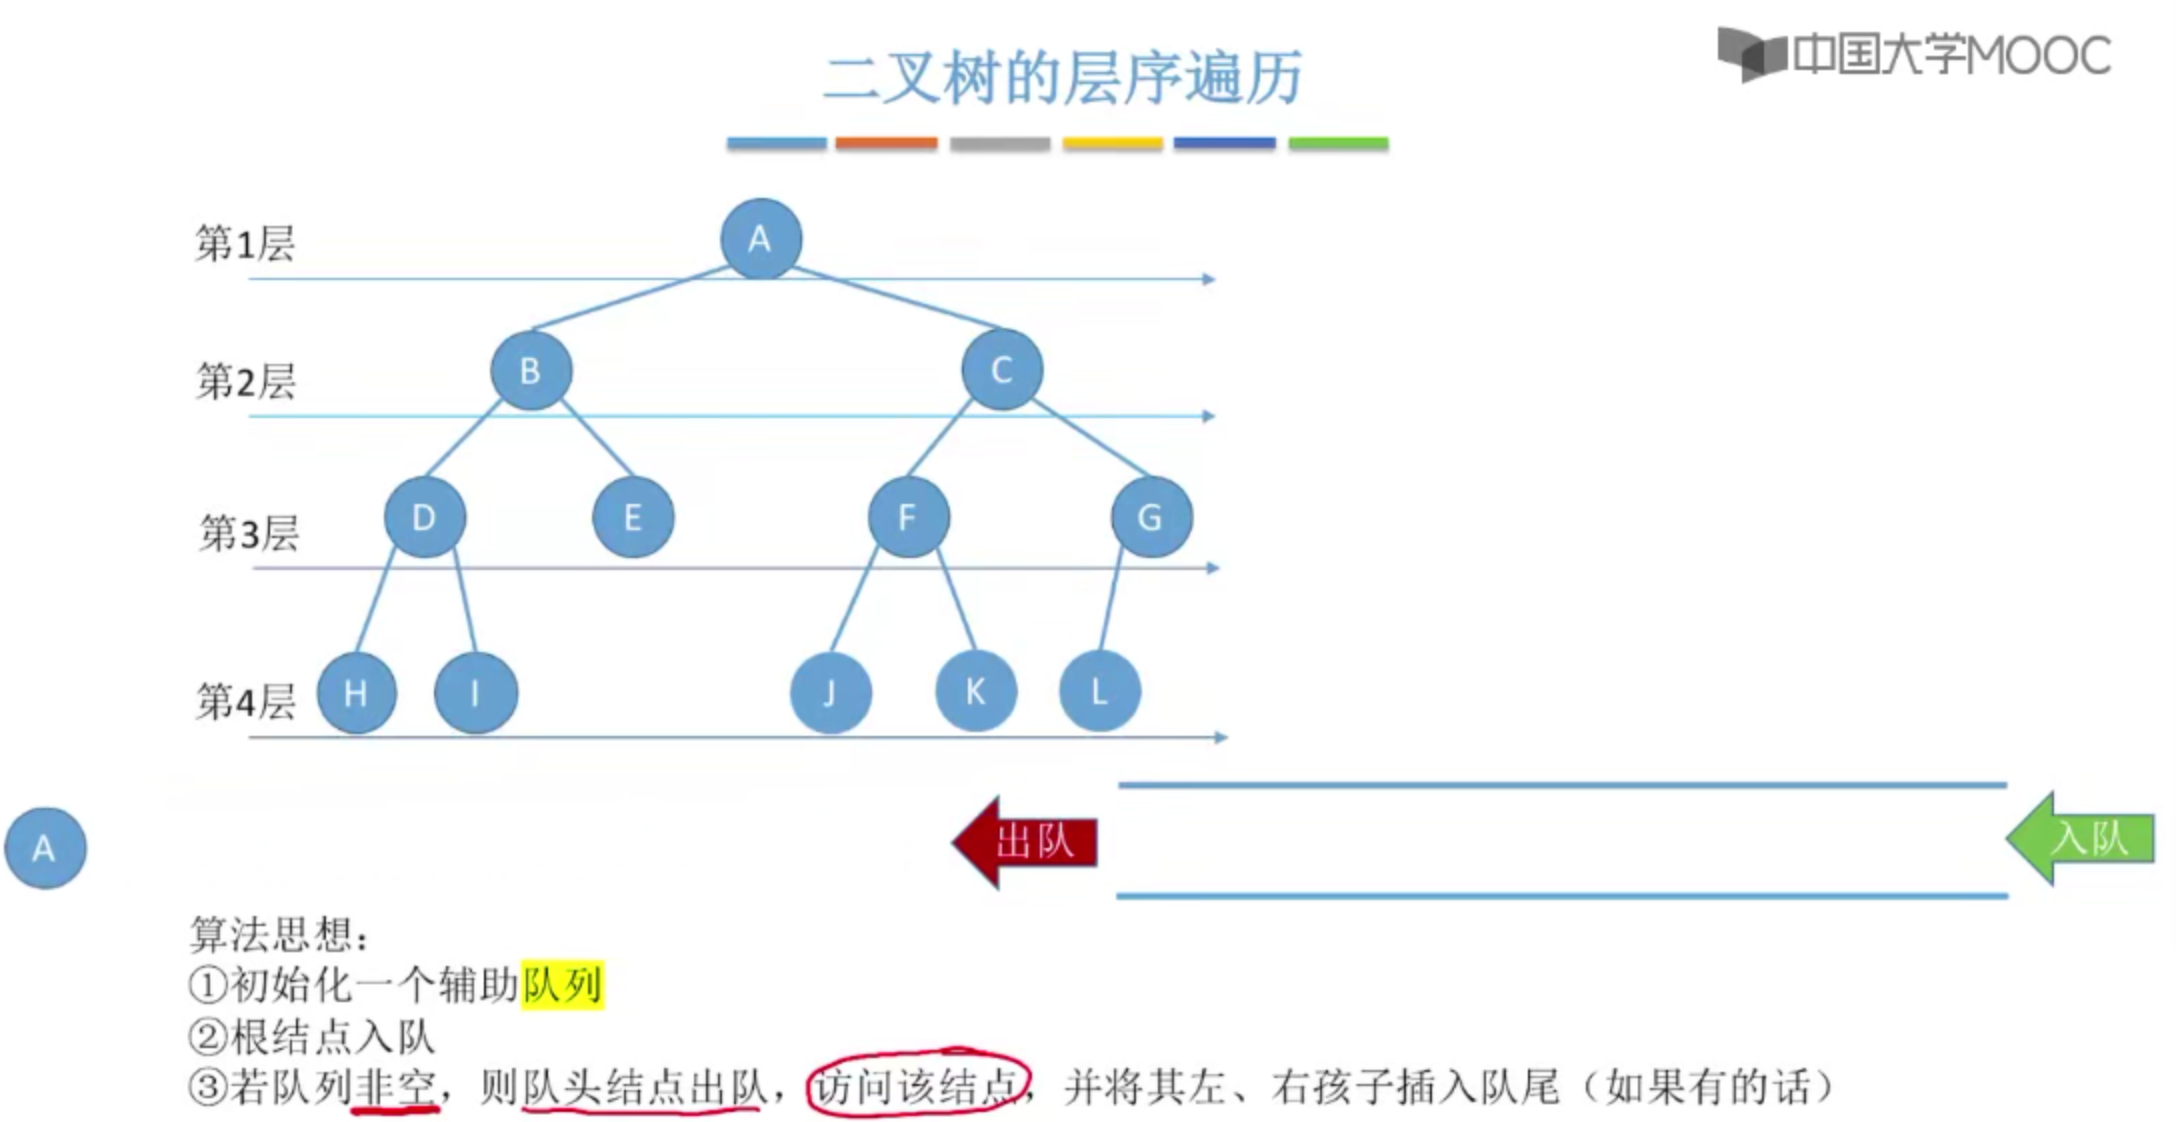 中国大学MOOC
二叉树的层序遍历
第1层
A
第2层
B
C
第3层
D
E
F
G
第4层
H
I
J
K
L
A
出队
入队
算法思想：
①初始化一个辅助队列
②根结点入队
③若队列非空，则队头结点出队，访问该结点，并将其左、右孩子插入队尾（如果有的话）